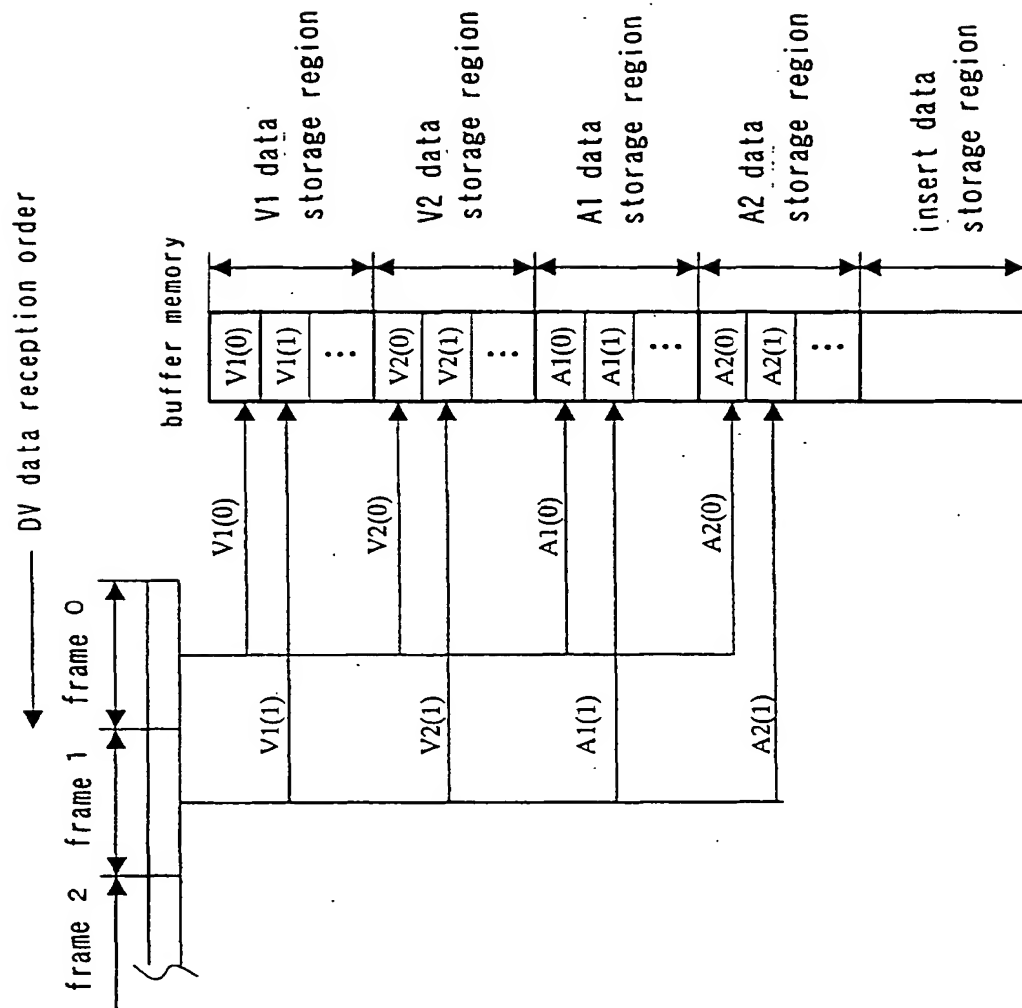 DV data reception order
frame 2
frame 1
frame 0
buffer memory
V1(0)
V1(1)
V2(0)
V2(1)
A1(0)
A1(1)
A2(0)
A2(1)
V1(0)
V1(1)
...
V2(0)
V2(1)
...
A1(0)
A1(1)
...
A2(0)
A2(1)
...
V1 data
storage region
V2 data
storage region
A1 data
storage region
A2 data
storage region
insert data
storage region